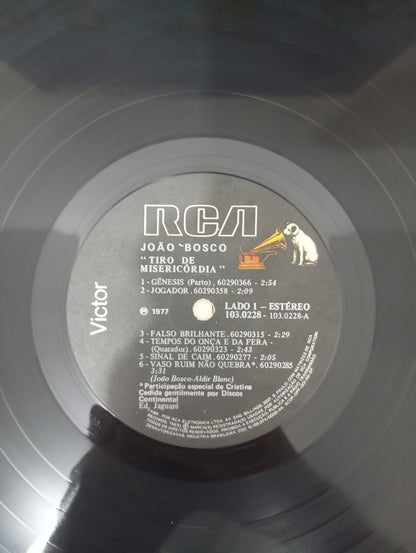 RCA
JOÃO BOSCO
"TIRO DE
MISERICÓRDIA"
1 - GÊNESIS (Parto), 60290366 - 2:54
2 - JOGADOR, 60290358 - 2:09
Victor
℗ 1977
LADO 1 - ESTÉREO
103.0228 - 103.0228-A
3 - FALSO BRILHANTE, 60290315 - 2:29
4 - TEMPOS DO ONÇA E DA FERA -
(Quarador), 60290323 - 2:43
5 - SINAL DE CAIM, 60290277 - 2:05
6 - VASO RUIM NÃO QUEBRA*, 60290285
3:31
(João Bosco-Aldir Blanc)
*Participação especial de Cristina
Cedida gentilmente por Discos
Continental
Ed. Jaguaré